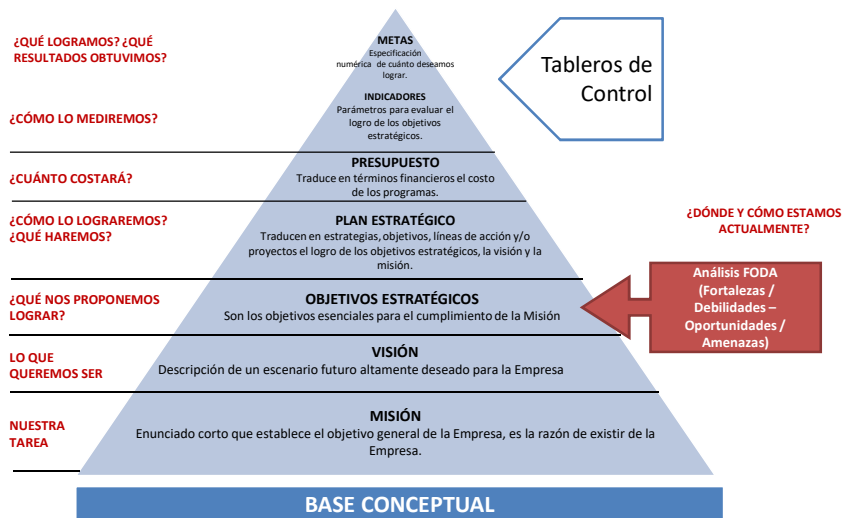 ¿QUÉ LOGRAMOS? ¿QUÉ
RESULTADOS OBTUVIMOS?
METAS
Especificación
numérica de cuánto deseamos
lograr.
Tableros de
Control
¿CÓMO LO MEDIREMOS?
INDICADORES
Parámetros para evaluar el
logro de los objetivos
estratégicos.
¿CUÁNTO COSTARÁ?
PRESUPUESTO
Traduce en términos financieros el costo
de los programas.
¿CÓMO LO LOGRAREMOS?
¿QUÉ HAREMOS?
PLAN ESTRATÉGICO
Traducen en estrategias, objetivos, líneas de acción y/o
proyectos el logro de los objetivos estratégicos, la visión y la
misión.
¿DÓNDE Y CÓMO ESTAMOS
ACTUALMENTE?
¿QUÉ NOS PROPONEMOS
LOGRAR?
OBJETIVOS ESTRATÉGICOS
Son los objetivos esenciales para el cumplimiento de la Misión
Análisis FODA
(Fortalezas /
Debilidades –
Oportunidades /
Amenazas)
LO QUE
QUEREMOS SER
VISIÓN
Descripción de un escenario futuro altamente deseado para la Empresa
NUESTRA
TAREA
MISIÓN
Enunciado corto que establece el objetivo general de la Empresa, es la razón de existir de la
Empresa.
BASE CONCEPTUAL